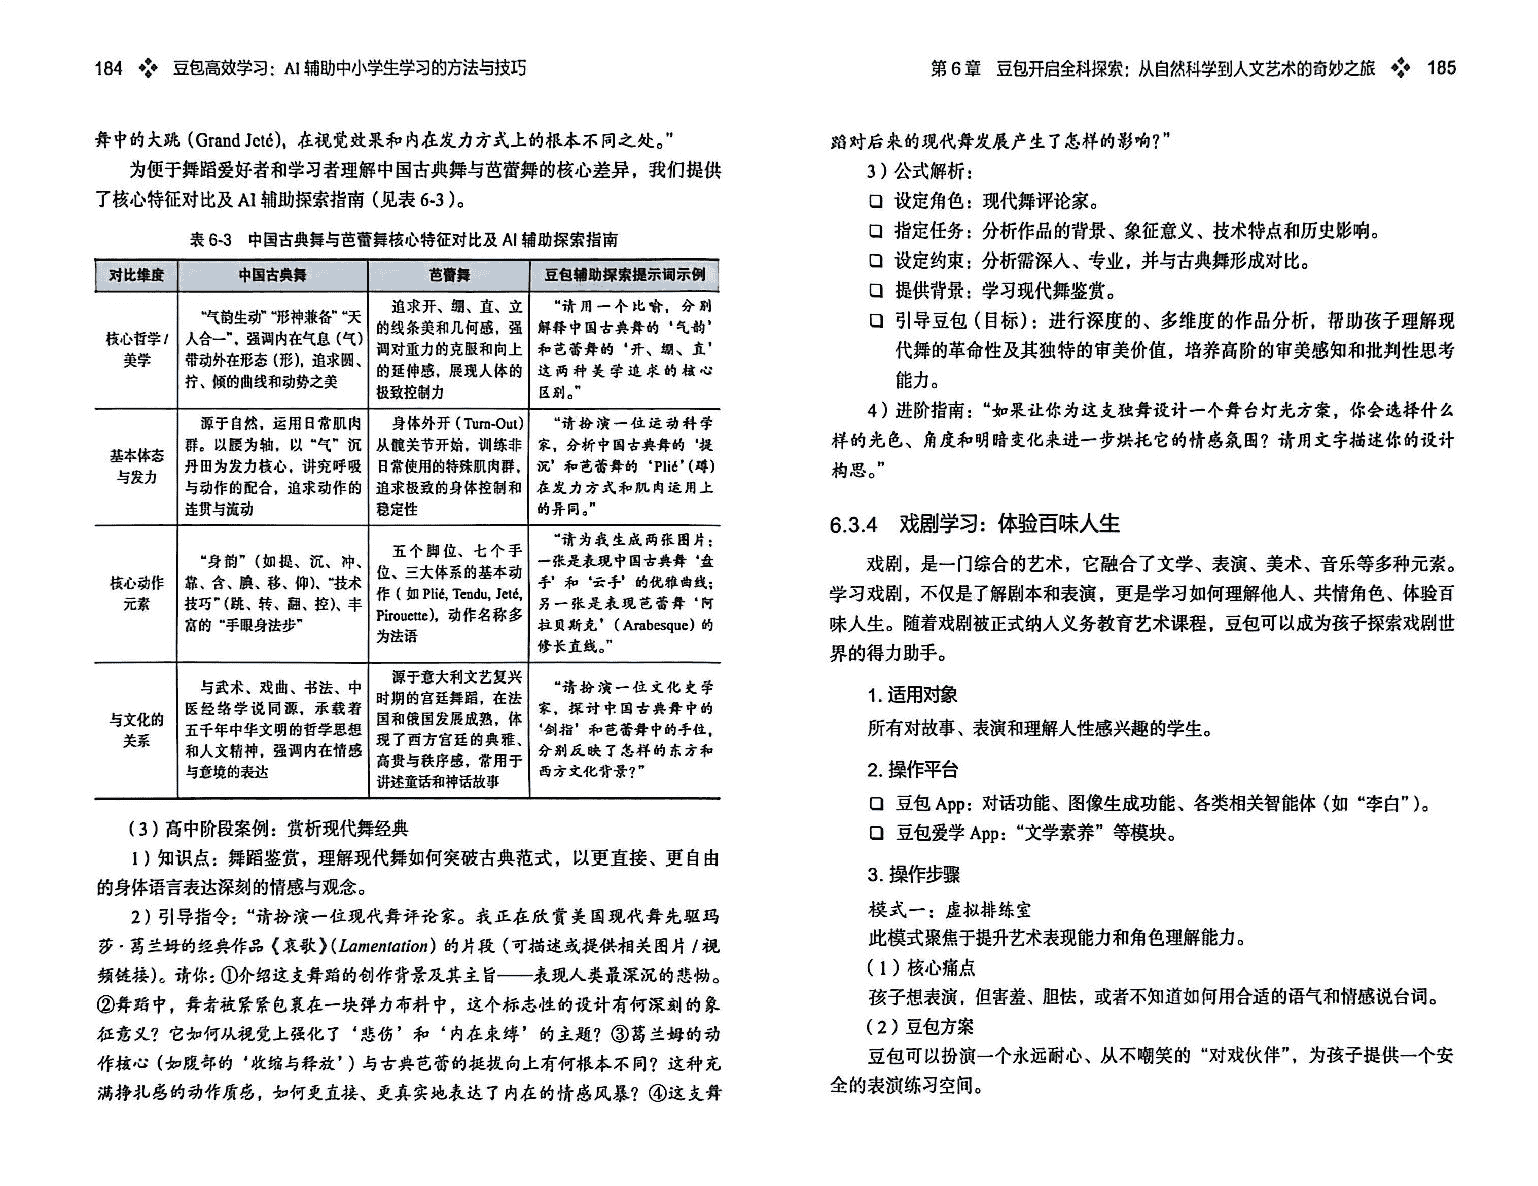 184 ❖ 豆包高效学习：AI 辅助中小学生学习的方法与技巧
舞中的大跳（Grand Jeté），在视觉效果和内在发力方式上的根本不同之处。”
为便于舞蹈爱好者和学习者理解中国古典舞与芭蕾舞的核心差异，我们提供
了核心特征对比及 AI 辅助探索指南（见表 6-3）。
表 6-3 中国古典舞与芭蕾舞核心特征对比及 AI 辅助探索指南
对比维度 中国古典舞 芭蕾舞 豆包辅助探索提示词示例
核心哲学/
美学
“气韵生动”“形神兼备”“天
人合一”，强调内在气息（气）
带动外在形态（形），追求圆、
拧、倾的曲线和动势之美
追求开、绷、直、立
的线条美和几何感，强
调对重力的克服和向上
的延伸感，展现人体的
极致控制力
“请用一个比喻，分别
解释中国古典舞的‘气韵’
和芭蕾舞的‘开、绷、直’
这两种美学追求的核心
区别。”
基本体态
与发力
源于自然，运用日常肌肉
群。以腰为轴，以“气”沉
丹田为发力核心，讲究呼吸
与动作的配合，追求动作的
连贯与流动
身体外开（Turn-Out）
从髋关节开始，训练非
日常使用的特殊肌肉群，
追求极致的身体控制和
稳定性
“请扮演一位运动科学
家，分析中国古典舞的‘提
沉’和芭蕾舞的‘Plié’（蹲）
在发力方式和肌肉运用上
的异同。”
核心动作
元素
“身韵”（如提、沉、冲、
靠、含、腆、移、仰）、“技术
技巧”（跳、转、翻、控）、丰
富的“手眼身法步”
五个脚位、七个手
位、三大体系的基本动
作（如 Plié, Tendu, Jeté,
Pirouette），动作名称多
为法语
“请为我生成两张图片：
一张是表现中国古典舞‘盘
手’和‘云手’的优雅曲线；
另一张是表现芭蕾舞‘阿
拉贝斯克’（Arabesque）的
修长直线。”
与文化的
关系
与武术、戏曲、书法、中
医经络学说同源，承载着
五千年中华文明的哲学思想
和人文精神，强调内在情感
与意境的表达
源于意大利文艺复兴
时期的宫廷舞蹈，在法
国和俄国发展成熟，体
现了西方宫廷的典雅、
高贵与秩序感，常用于
讲述童话和神话故事
“请扮演一位文化史学
家，探讨中国古典舞中的
‘剑指’和芭蕾舞中的手位，
分别反映了怎样的东方和
西方文化背景？”
（3）高中阶段案例：赏析现代舞经典
1）知识点：舞蹈鉴赏，理解现代舞如何突破古典范式，以更直接、更自由
的身体语言表达深刻的情感与观念。
2）引导指令：“请扮演一位现代舞评论家。我正在欣赏美国现代舞先驱玛
莎·葛兰姆的经典作品《哀歌》（Lamentation）的片段（可描述或提供相关图片 / 视
频链接）。请你：①介绍这支舞蹈的创作背景及其主旨——表现人类最深沉的悲恸。
②舞蹈中，舞者被紧紧包裹在一块弹力布料中，这个标志性的设计有何深刻的象
征意义？它如何从视觉上强化了‘悲伤’和‘内在束缚’的主题？③葛兰姆的动
作核心（如腹部的‘收缩与释放’）与古典芭蕾的挺拔向上有何根本不同？这种充
满挣扎感的动作质感，如何更直接、更真实地表达了内在的情感风暴？④这支舞
第 6 章 豆包开启全科探索：从自然科学到人文艺术的奇妙之旅 ❖ 185
蹈对后来的现代舞发展产生了怎样的影响？”
3）公式解析：
❑ 设定角色：现代舞评论家。
❑ 指定任务：分析作品的背景、象征意义、技术特点和历史影响。
❑ 设定约束：分析需深入、专业，并与古典舞形成对比。
❑ 提供背景：学习现代舞鉴赏。
❑ 引导豆包（目标）：进行深度的、多维度的作品分析，帮助孩子理解现
代舞的革命性及其独特的审美价值，培养高阶的审美感知和批判性思考
能力。
4）进阶指南：“如果让你为这支独舞设计一个舞台灯光方案，你会选择什么
样的光色、角度和明暗变化来进一步烘托它的情感氛围？请用文字描述你的设计
构思。”
6.3.4 戏剧学习：体验百味人生
戏剧，是一门综合的艺术，它融合了文学、表演、美术、音乐等多种元素。
学习戏剧，不仅是了解剧本和表演，更是学习如何理解他人、共情角色、体验百
味人生。随着戏剧被正式纳入义务教育艺术课程，豆包可以成为孩子探索戏剧世
界的得力助手。
1. 适用对象
所有对故事、表演和理解人性感兴趣的学生。
2. 操作平台
❑ 豆包 App：对话功能、图像生成功能、各类相关智能体（如“李白”）。
❑ 豆包爱学 App：“文学素养”等模块。
3. 操作步骤
模式一：虚拟排练室
此模式聚焦于提升艺术表现能力和角色理解能力。
（1）核心痛点
孩子想表演，但害羞、胆怯，或者不知道如何用合适的语气和情感说台词。
（2）豆包方案
豆包可以扮演一个永远耐心、从不嘲笑的“对戏伙伴”，为孩子提供一个安
全的表演练习空间。